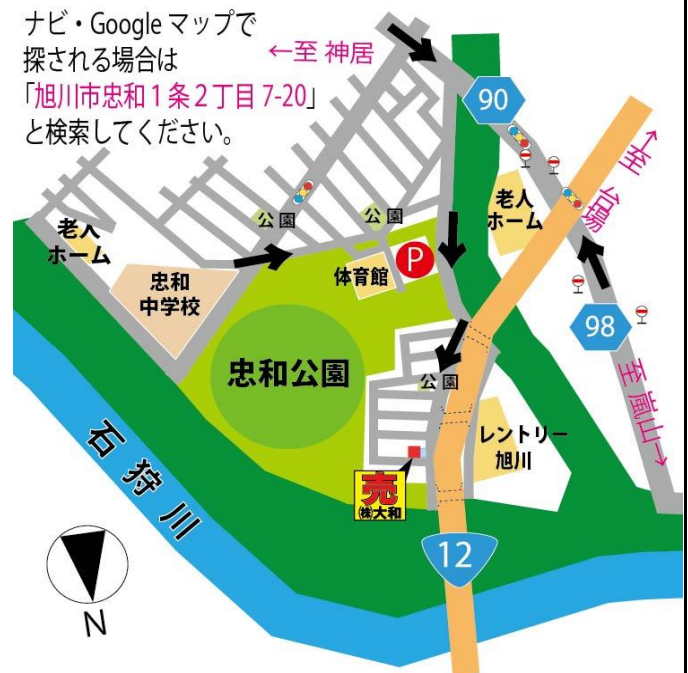 ナビ・Googleマップで
探される場合は
「旭川市忠和1条2丁目7-20」
と検索してください。
←至 神居
90
←至 台場
老人
ホーム
公園
公園
老人
ホーム
忠和
中学校
体育館
P
98
至 嵐山→
忠和公園
公園
レントリー
旭川
売
㈱大和
石狩川
12
N